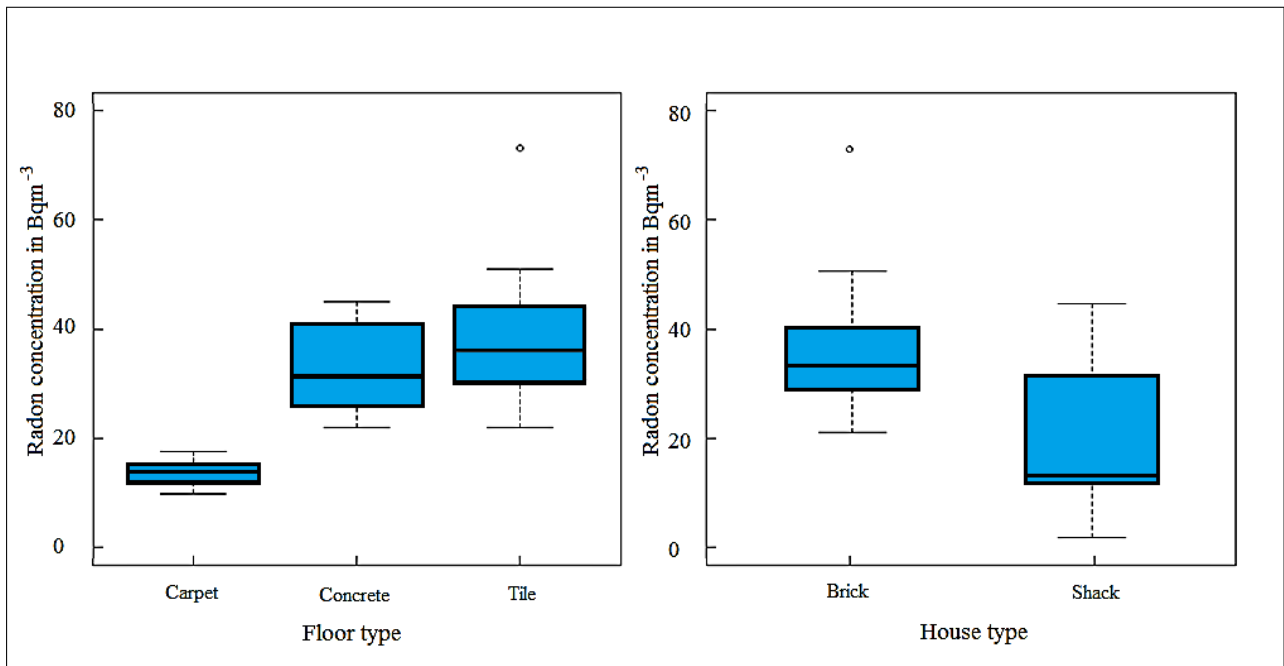 Radon concentration in Bqm⁻³
80
60
40
20
0
Carpet Concrete Tile
Floor type
Radon concentration in Bqm⁻³
80
60
40
20
0
Brick Shack
House type